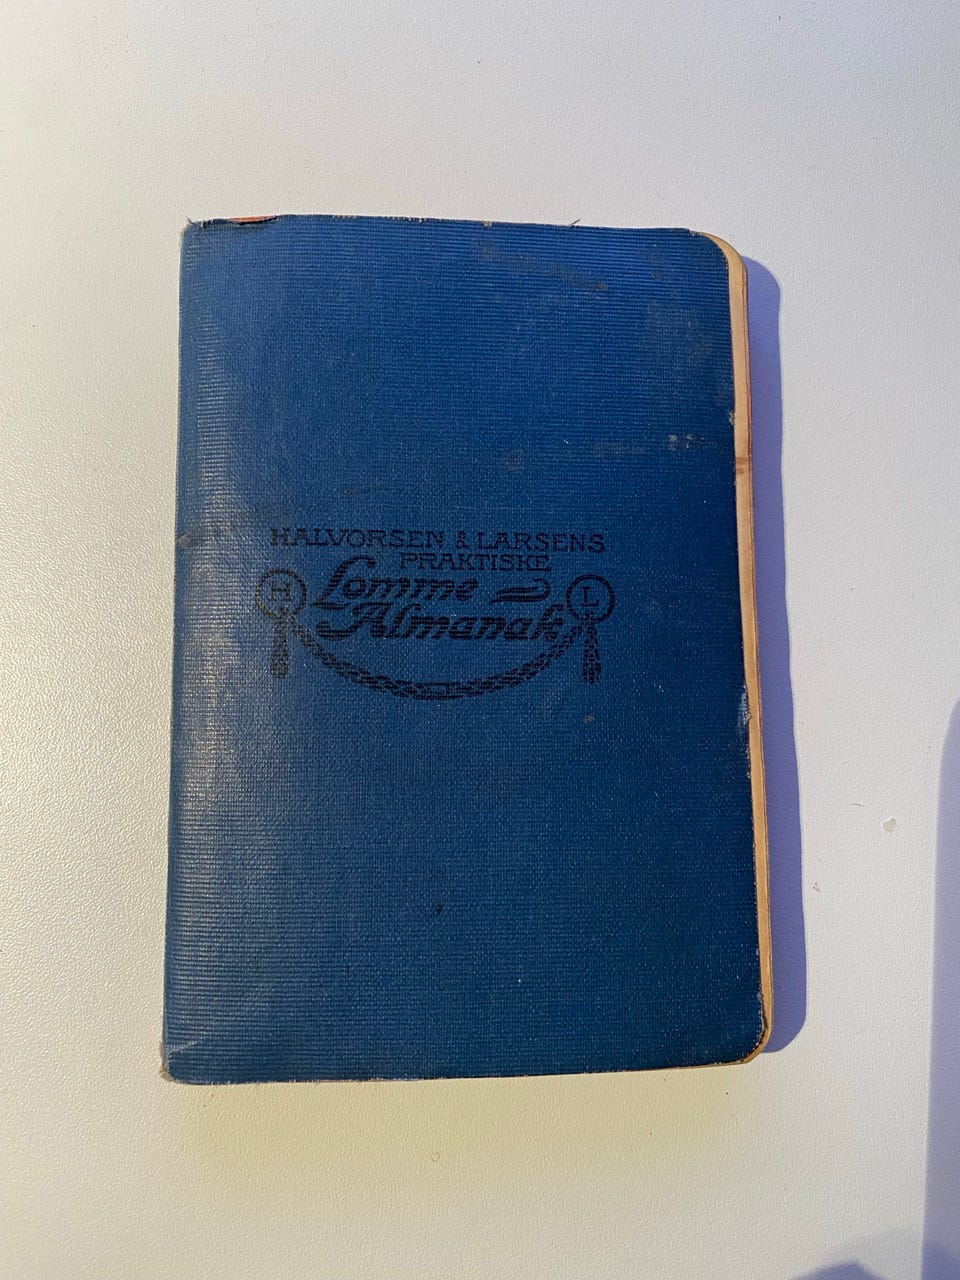 HALVORSEN & LARSENS
PRAKTISKE
H Lomme L
Almanak